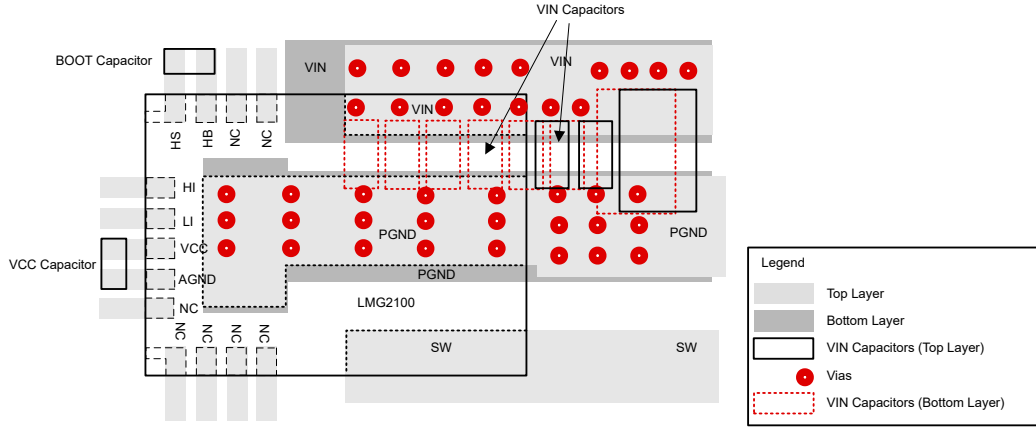 VIN Capacitors
BOOT Capacitor
VIN
VIN
VIN
HS
HB
NC
NC
HI
LI
VCC
AGND
NC
VCC Capacitor
PGND
PGND
PGND
LMG2100
NC
NC
NC
NC
SW
SW
Legend
Top Layer
Bottom Layer
VIN Capacitors (Top Layer)
Vias
VIN Capacitors (Bottom Layer)